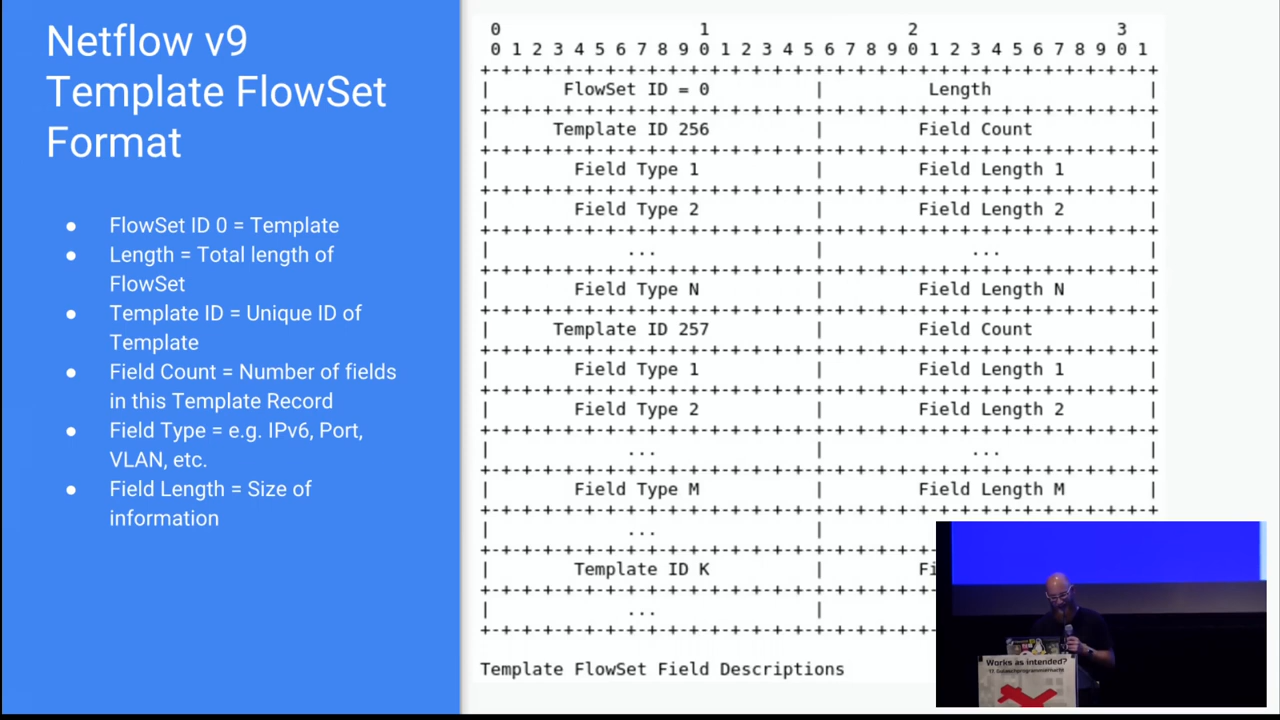 Netflow v9
Template FlowSet
Format
● FlowSet ID 0 = Template
● Length = Total length of
FlowSet
● Template ID = Unique ID of
Template
● Field Count = Number of fields
in this Template Record
● Field Type = e.g. IPv6, Port,
VLAN, etc.
● Field Length = Size of
information
0 1 2 3
0 1 2 3 4 5 6 7 8 9 0 1 2 3 4 5 6 7 8 9 0 1 2 3 4 5 6 7 8 9 0 1
+-+-+-+-+-+-+-+-+-+-+-+-+-+-+-+-+-+-+-+-+-+-+-+-+-+-+-+-+-+-+-+-+
| FlowSet ID = 0 | Length |
+-+-+-+-+-+-+-+-+-+-+-+-+-+-+-+-+-+-+-+-+-+-+-+-+-+-+-+-+-+-+-+-+
| Template ID 256 | Field Count |
+-+-+-+-+-+-+-+-+-+-+-+-+-+-+-+-+-+-+-+-+-+-+-+-+-+-+-+-+-+-+-+-+
| Field Type 1 | Field Length 1 |
+-+-+-+-+-+-+-+-+-+-+-+-+-+-+-+-+-+-+-+-+-+-+-+-+-+-+-+-+-+-+-+-+
| Field Type 2 | Field Length 2 |
+-+-+-+-+-+-+-+-+-+-+-+-+-+-+-+-+-+-+-+-+-+-+-+-+-+-+-+-+-+-+-+-+
| ... | ... |
+-+-+-+-+-+-+-+-+-+-+-+-+-+-+-+-+-+-+-+-+-+-+-+-+-+-+-+-+-+-+-+-+
| Field Type N | Field Length N |
+-+-+-+-+-+-+-+-+-+-+-+-+-+-+-+-+-+-+-+-+-+-+-+-+-+-+-+-+-+-+-+-+
| Template ID 257 | Field Count |
+-+-+-+-+-+-+-+-+-+-+-+-+-+-+-+-+-+-+-+-+-+-+-+-+-+-+-+-+-+-+-+-+
| Field Type 1 | Field Length 1 |
+-+-+-+-+-+-+-+-+-+-+-+-+-+-+-+-+-+-+-+-+-+-+-+-+-+-+-+-+-+-+-+-+
| Field Type 2 | Field Length 2 |
+-+-+-+-+-+-+-+-+-+-+-+-+-+-+-+-+-+-+-+-+-+-+-+-+-+-+-+-+-+-+-+-+
| ... | ... |
+-+-+-+-+-+-+-+-+-+-+-+-+-+-+-+-+-+-+-+-+-+-+-+-+-+-+-+-+-+-+-+-+
| Field Type M | Field Length M |
+-+-+-+-+-+-+-+-+-+-+-+-+-+-+-+-+-+-+-+-+-+-+-+-+-+-+-+-+-+-+-+-+
| ... |
+-+-+-+-+-+-+-+-+-+-+-+-+-+-+-+-+-+-+-+-+-+-
| Template ID K | Fi
+-+-+-+-+-+-+-+-+-+-+-+-+-+-+-+-+-+-+-+-+-+-
| ... |
+-+-+-+-+-+-+-+-+-+-+-+-+-+-+-+-+-+-+-+-+-+-
Template FlowSet Field Descriptions
Works as intended?